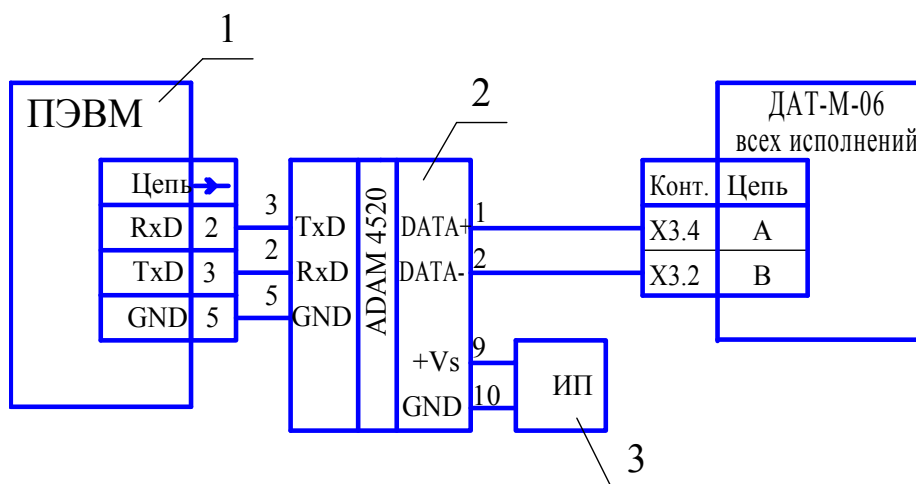 1
ПЭВМ
Цепь
RxD 2
TxD 3
GND 5
3
2
5
TxD
RxD
GND
ADAM 4520
2
DATA+
DATA-
+Vs
GND
1
2
9
10
ИП
3
ДАТ-М-06
всех исполнений
Конт. Цепь
X3.4 A
X3.2 B